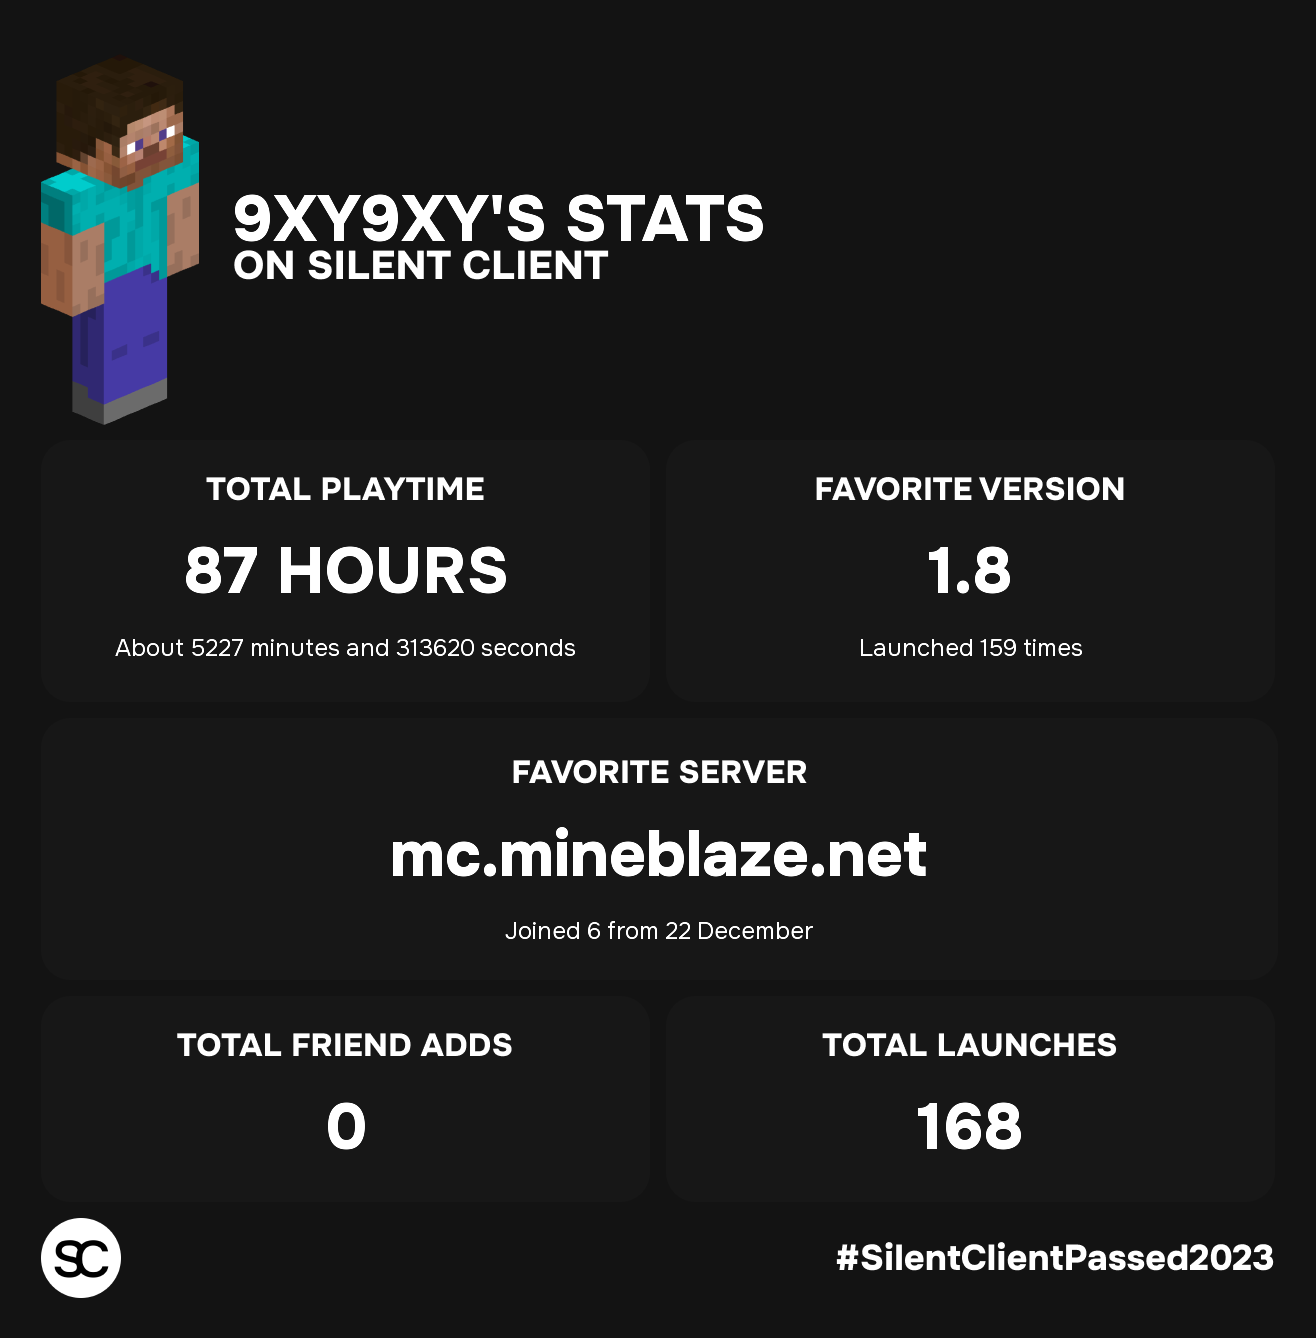 9XY9XY'S STATS
ON SILENT CLIENT
TOTAL PLAYTIME
87 HOURS
About 5227 minutes and 313620 seconds
FAVORITE VERSION
1.8
Launched 159 times
FAVORITE SERVER
mc.mineblaze.net
Joined 6 from 22 December
TOTAL FRIEND ADDS
0
TOTAL LAUNCHES
168
SC
#SilentClientPassed2023